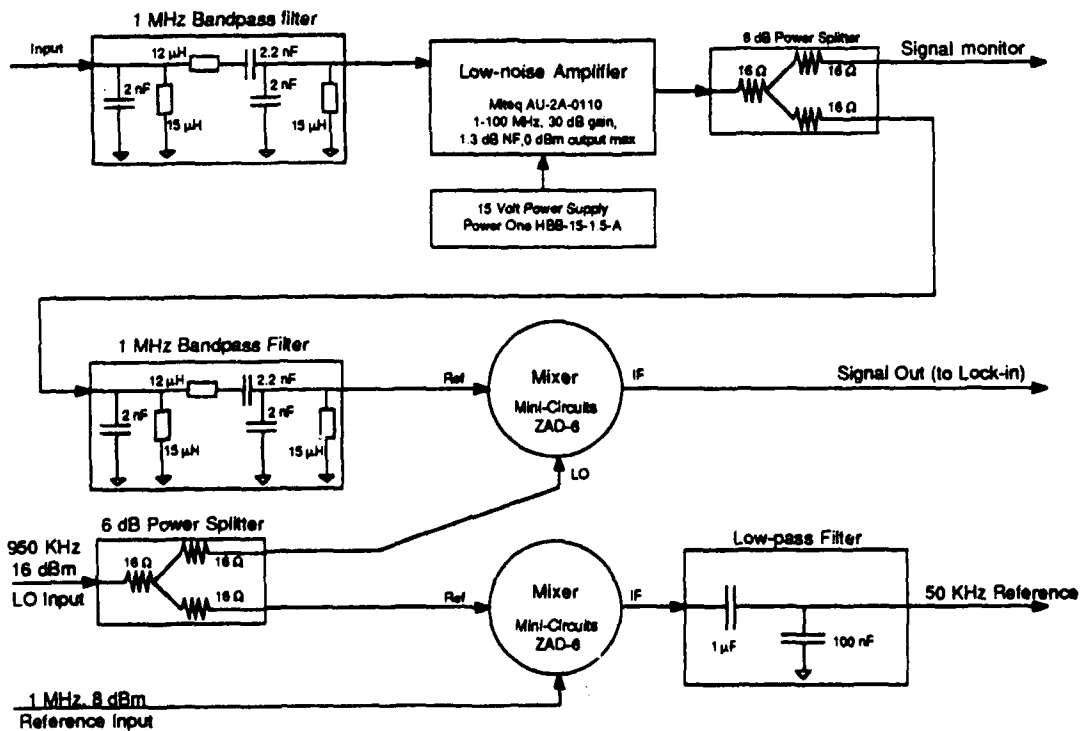 1 MHz Bandpass filter
Input
12 µH
2.2 nF
2 nF
2 nF
15 µH
15 µH
Low-noise Amplifier
Miteq AU-2A-0110
1-100 MHz, 30 dB gain,
1.3 dB NF,0 dBm output max
15 Volt Power Supply
Power One HBB-15-1.5-A
6 dB Power Splitter
16 Ω
16 Ω
16 Ω
Signal monitor
1 MHz Bandpass Filter
12 µH
2.2 nF
2 nF
2 nF
15 µH
15 µH
Ref
Mixer
Mini-Circuits
ZAD-6
IF
LO
Signal Out (to Lock-in)
6 dB Power Splitter
950 KHz
16 dBm
LO Input
16 Ω
16 Ω
16 Ω
Ref
Mixer
Mini-Circuits
ZAD-6
IF
Low-pass Filter
1 µF
100 nF
50 KHz Reference
1 MHz, 8 dBm
Reference Input